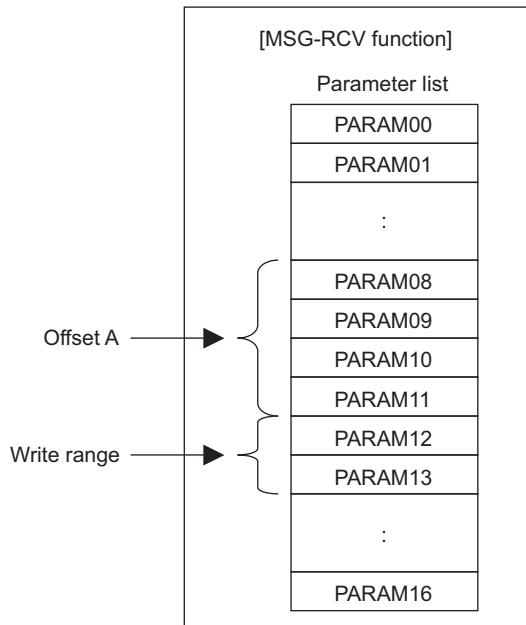 [MSG-RCV function]
Parameter list
PARAM00
PARAM01
:
PARAM08
PARAM09
Offset A
PARAM10
PARAM11
PARAM12
Write range
PARAM13
:
PARAM16